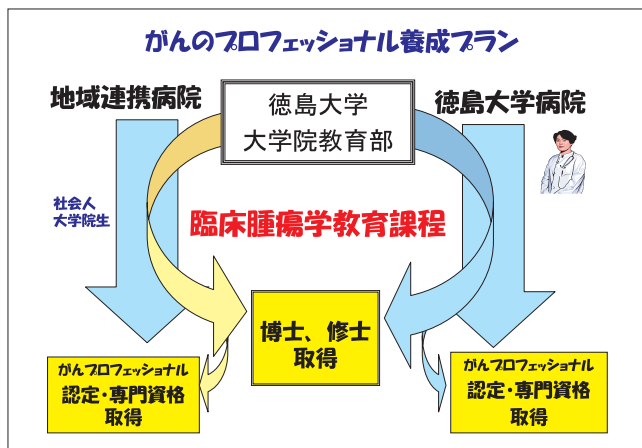 がんのプロフェッショナル養成プラン
地域連携病院
徳島大学
大学院教育部
徳島大学病院
社会人
大学院生
臨床腫瘍学教育課程
博士、修士
取得
がんプロフェッショナル
認定・専門資格
取得
がんプロフェッショナル
認定・専門資格
取得